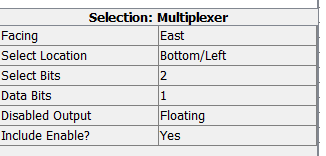 Selection: Multiplexer
Facing East
Select Location Bottom/Left
Select Bits 2
Data Bits 1
Disabled Output Floating
Include Enable? Yes